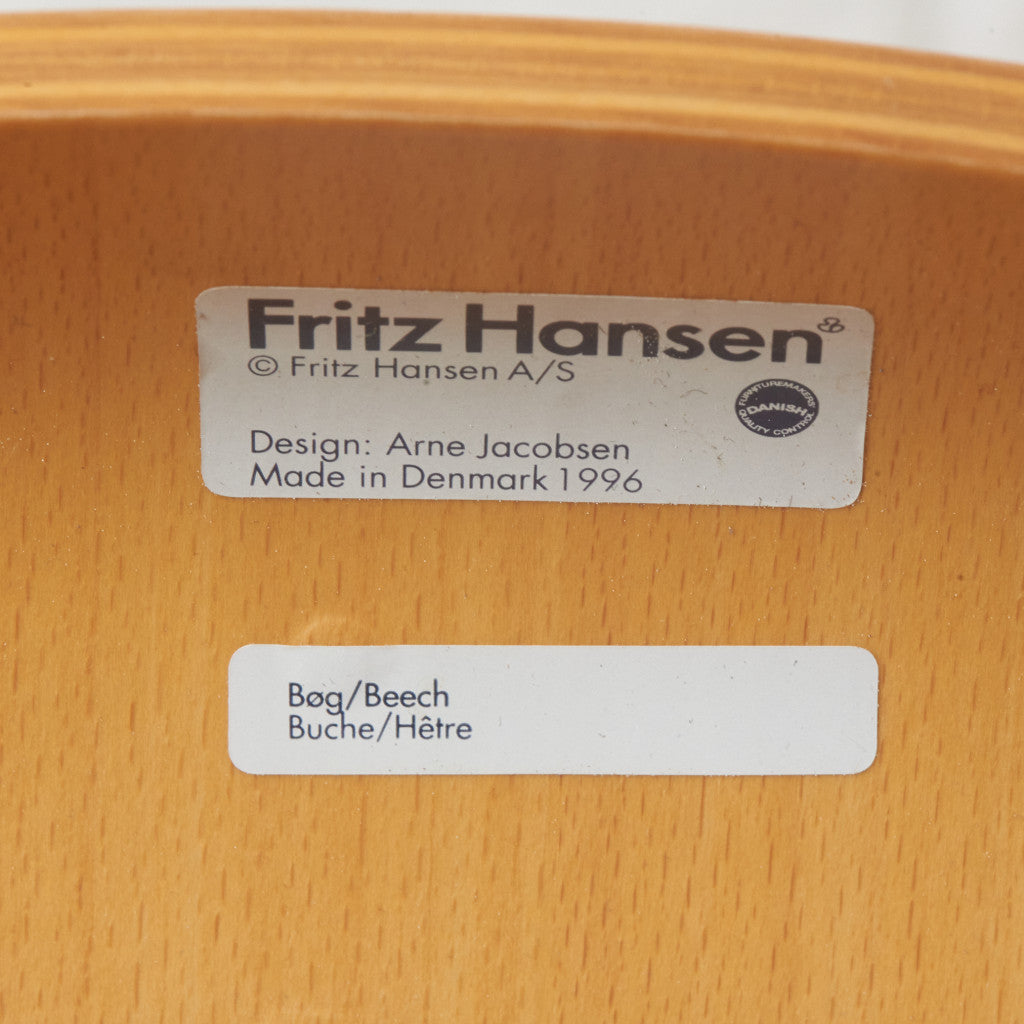 Fritz Hansen
© Fritz Hansen A/S
FURNITUREMAKERS
DANISH
QUALITY CONTROL
Design: Arne Jacobsen
Made in Denmark 1996
Bøg/Beech
Buche/Hêtre